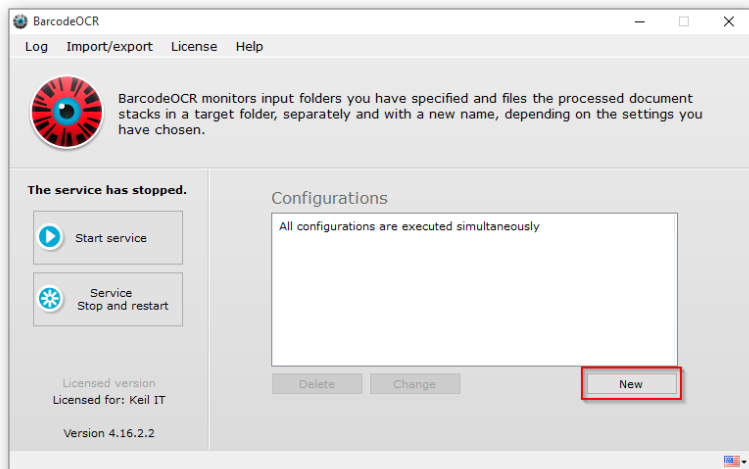 BarcodeOCR
Log Import/export License Help
BarcodeOCR monitors input folders you have specified and files the processed document
stacks in a target folder, separately and with a new name, depending on the settings you
have chosen.
The service has stopped.
Start service
Service
Stop and restart
Licensed version
Licensed for: Keil IT
Version 4.16.2.2
Configurations
All configurations are executed simultaneously
Delete Change New